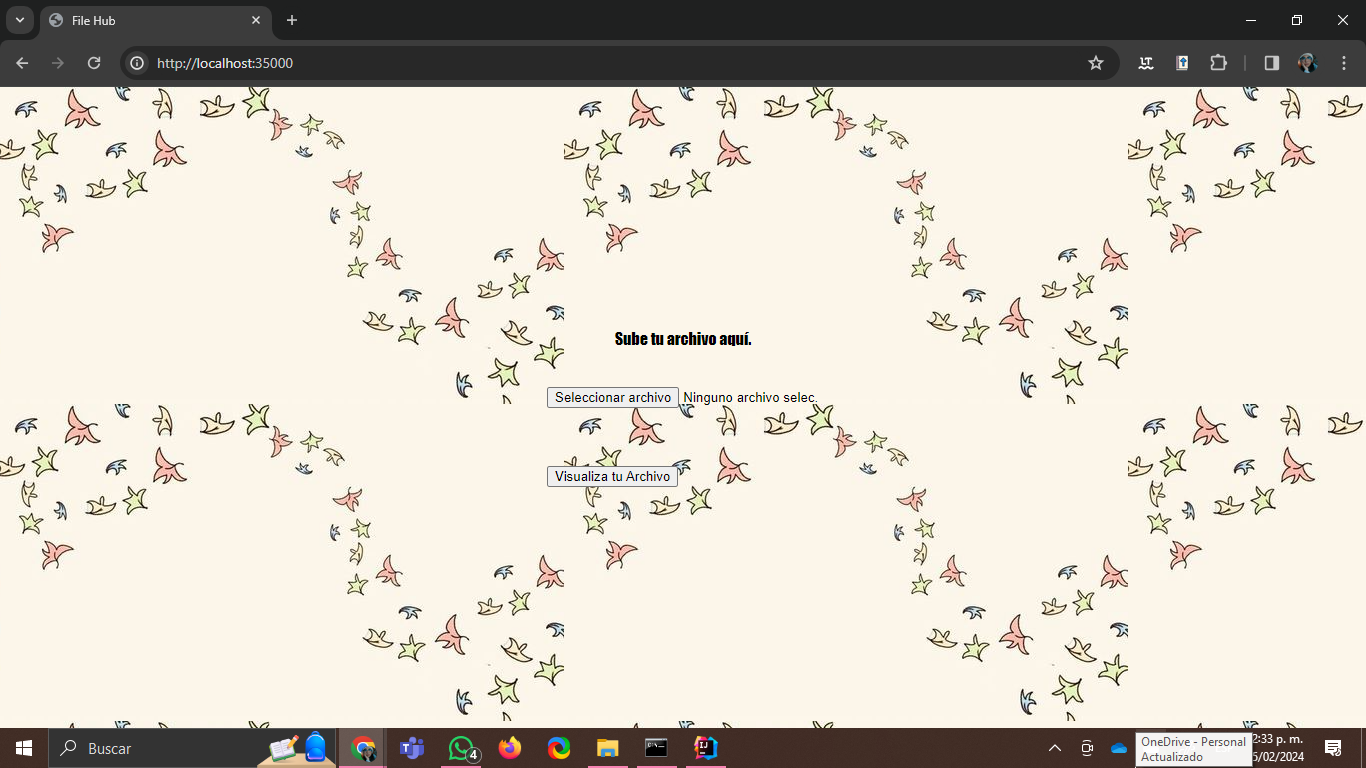 File Hub
http://localhost:35000
Sube tu archivo aquí.
Seleccionar archivo Ninguno archivo selec.
Visualiza tu Archivo
Buscar
4
OneDrive - Personal
Actualizado
2:33 p. m.
6/02/2024